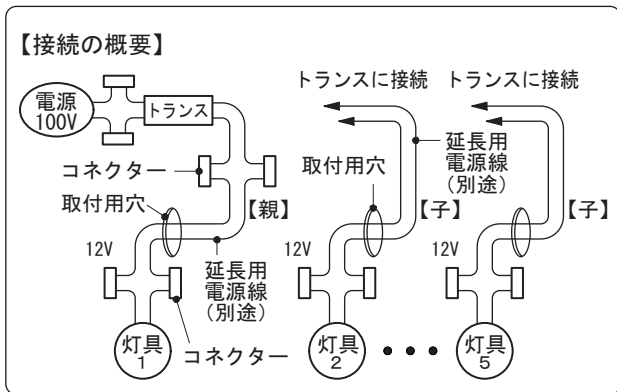 【接続の概要】
電源
100V
トランス
コネクター
取付用穴
【親】
12V
延長用
電源線
(別途)
灯具
1
コネクター
トランスに接続
取付用穴
延長用
電源線
(別途)
【子】
12V
灯具
2
• • •
トランスに接続
【子】
12V
灯具
5